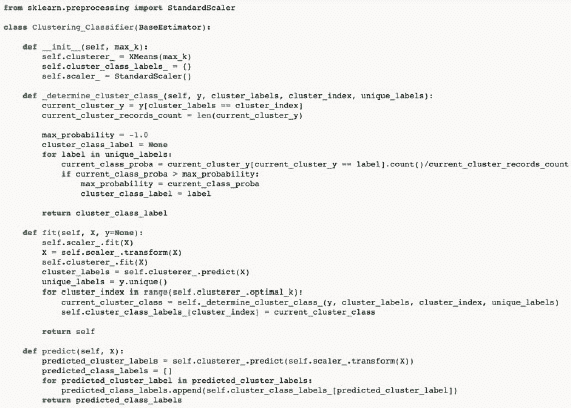 from sklearn.preprocessing import StandardScaler
class Clustering_Classifier(BaseEstimator):
def __init__(self, max_k):
self.clusterer_ = XMeans(max_k)
self.cluster_class_labels_ = {}
self.scaler_ = StandardScaler()
def _determine_cluster_class_(self, y, cluster_labels, cluster_index, unique_labels):
current_cluster_y = y[cluster_labels == cluster_index]
current_cluster_records_count = len(current_cluster_y)
max_probability = -1.0
cluster_class_label = None
for label in unique_labels:
current_class_proba = current_cluster_y[current_cluster_y == label].count()/current_cluster_records_count
if current_class_proba > max_probability:
max_probability = current_class_proba
cluster_class_label = label
return cluster_class_label
def fit(self, X, y=None):
self.scaler_.fit(X)
X = self.scaler_.transform(X)
self.clusterer_.fit(X)
cluster_labels = self.clusterer_.predict(X)
unique_labels = y.unique()
for cluster_index in range(self.clusterer_.optimal_k):
current_cluster_class = self._determine_cluster_class_(y, cluster_labels, cluster_index, unique_labels)
self.cluster_class_labels_[cluster_index] = current_cluster_class
return self
def predict(self, X):
predicted_cluster_labels = self.clusterer_.predict(self.scaler_.transform(X))
predicted_class_labels = []
for predicted_cluster_label in predicted_cluster_labels:
predicted_class_labels.append(self.cluster_class_labels_[predicted_cluster_label])
return predicted_class_labels